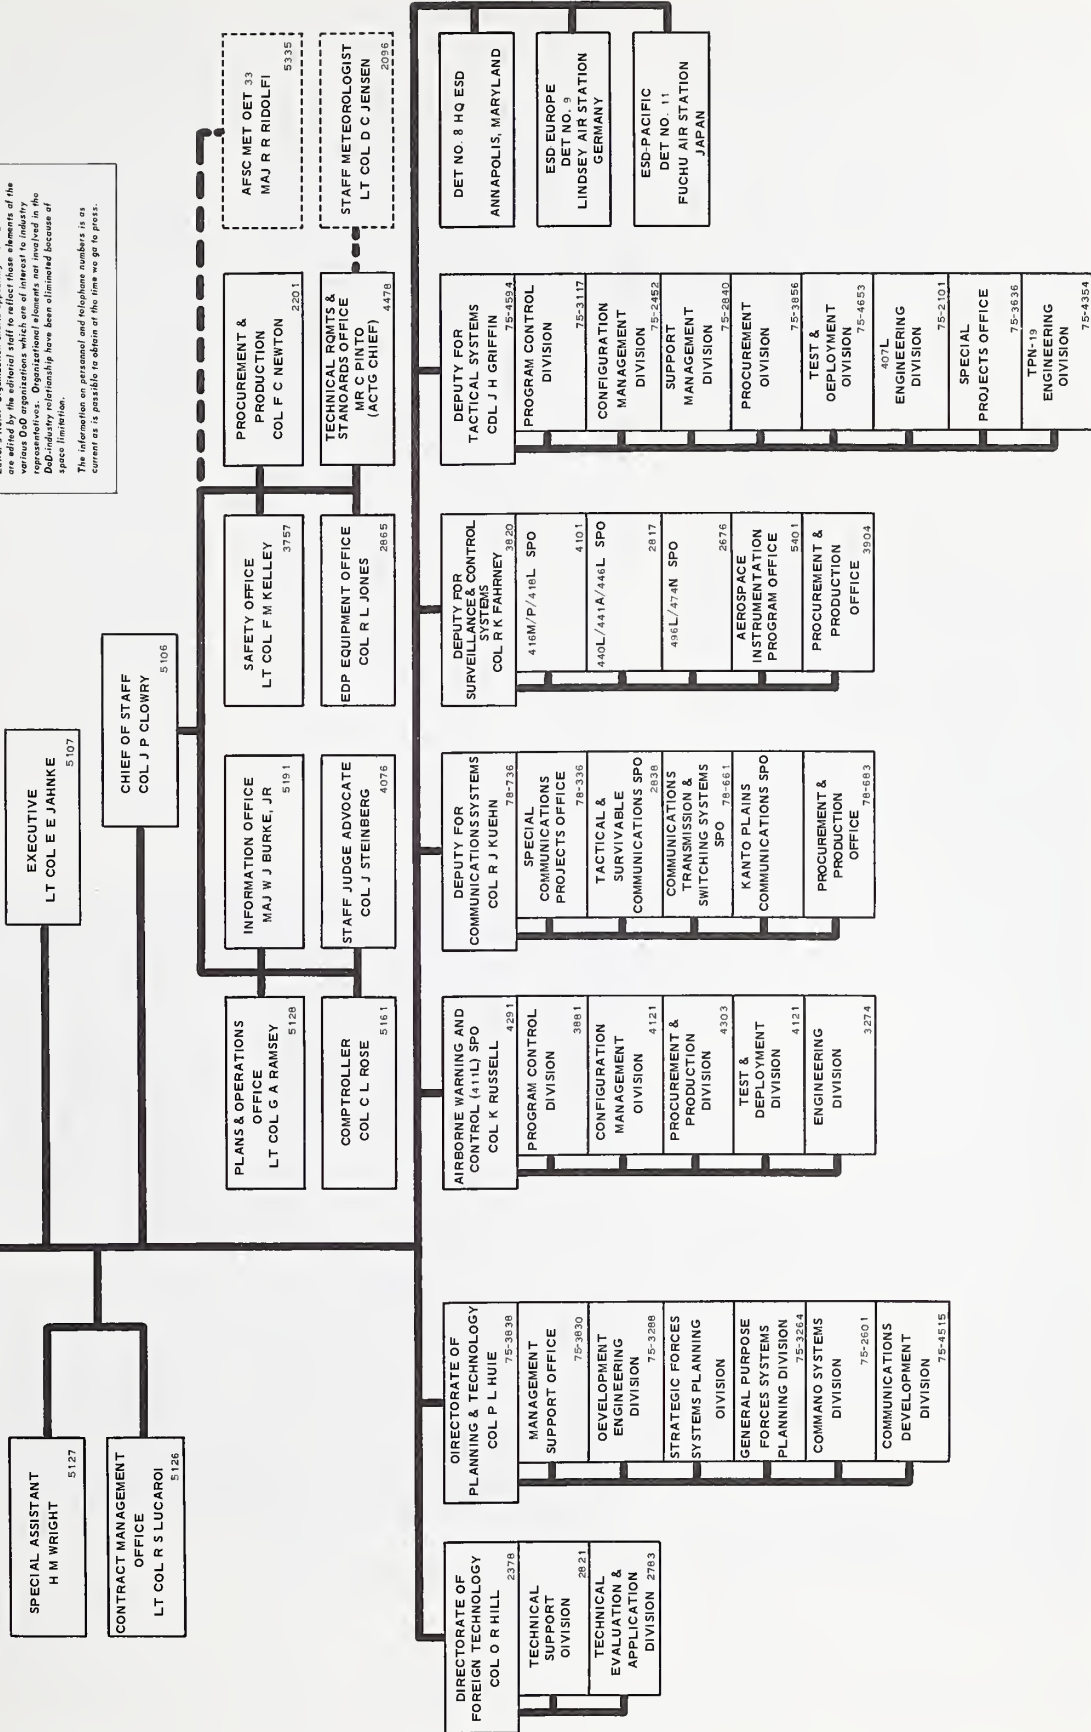 are edited by the editorial staff to reflect those elements of the
various DoD organizations which are of interest to industry
representatives. Organizational elements not involved in the
DoD-industry relationship have been eliminated because of
space limitation.
The information on personnel and telephone numbers is as
current as is possible to obtain at the time we go to press.
EXECUTIVE
LT COL E E JAHNKE
5107
CHIEF OF STAFF
COL J P CLOWRY
5106
SPECIAL ASSISTANT
H M WRIGHT
5127
CONTRACT MANAGEMENT
OFFICE
LT COL R S LUCAROI
5126
PLANS & OPERATIONS
OFFICE
LT COL G A RAMSEY
5128
INFORMATION OFFICE
MAJ W J BURKE, JR
5191
SAFETY OFFICE
LT COL F M KELLEY
3757
PROCUREMENT &
PRODUCTION
COL F C NEWTON
2201
AFSC MET OET 33
MAJ R R RIDOLFI
5335
COMPTROLLER
COL C L ROSE
5161
STAFF JUDGE ADVOCATE
COL J STEINBERG
4076
EDP EQUIPMENT OFFICE
COL R L JONES
2865
TECHNICAL RQMTS &
STANDARDS OFFICE
MR C PINTO
(ACTG CHIEF)
4478
STAFF METEOROLOGIST
LT COL D C JENSEN
2096
DIRECTORATE OF
FOREIGN TECHNOLOGY
COL O R HILL
2378
TECHNICAL
SUPPORT
OIVISION
2821
TECHNICAL
EVALUATION &
APPLICATION
DIVISION 2783
OIRECTORATE OF
PLANNING & TECHNOLOGY
COL P L HUIE
75-3838
MANAGEMENT
SUPPORT OFFICE
75-3830
OEVELOPMENT
ENGINEERING
DIVISION
75-3288
STRATEGIC FORCES
SYSTEMS PLANNING
OIVISION
GENERAL PURPOSE
FORCES SYSTEMS
PLANNING DIVISION
75-3264
COMMANO SYSTEMS
DIVISION
75-2601
COMMUNICATIONS
DEVELOPMENT
DIVISION
75-4515
AIRBORNE WARNING AND
CONTROL (411L) SPO
COL K RUSSELL
4291
PROGRAM CONTROL
DIVISION
3881
CONFIGURATION
MANAGEMENT
OIVISION
4121
PROCUREMENT &
PRODUCTION
DIVISION
4303
TEST &
DEPLOYMENT
DIVISION
4121
ENGINEERING
DIVISION
3274
DEPUTY FOR
COMMUNICATIONS SYSTEMS
COL R J KUEHN
78-736
SPECIAL
COMMUNICATIONS
PROJECTS OFFICE
78-336
TACTICAL &
SURVIVABLE
COMMUNICATIONS SPO
2838
COMMUNICATIONS
TRANSMISSION &
SWITCHING SYSTEMS
SPO
78-661
KANTO PLAINS
COMMUNICATIONS SPO
PROCUREMENT &
PRODUCTION
OFFICE
78-683
DEPUTY FOR
SURVEILLANCE & CONTROL
SYSTEMS
COL R K FAHRNEY
3820
416M/P/418L SPO
4101
440L/441A/446L SPO
2817
496L/474N SPO
2676
AEROSPACE
INSTRUMENTATION
PROGRAM OFFICE
5401
PROCUREMENT &
PRODUCTION
OFFICE
3904
DEPUTY FOR
TACTICAL SYSTEMS
CDL J H GRIFFIN
75-4594
PROGRAM CONTROL
DIVISION
75-3117
CONFIGURATION
MANAGEMENT
DIVISION
75-2452
SUPPORT
MANAGEMENT
DIVISION
75-2840
PROCUREMENT
OIVISION
75-3856
TEST &
OEPLOYMENT
OIVISION
75-4653
407L
ENGINEERING
DIVISION
75-2101
SPECIAL
PROJECTS OFFICE
75-3636
TPN-19
ENGINEERING
OIVISION
75-4354
DET NO. 8 HQ ESD
ANNAPOLIS, MARYLAND
ESD EUROPE
DET NO. 9
LINDSEY AIR STATION
GERMANY
ESD-PACIFIC
DET NO. 11
FUCHU AIR STATION
JAPAN